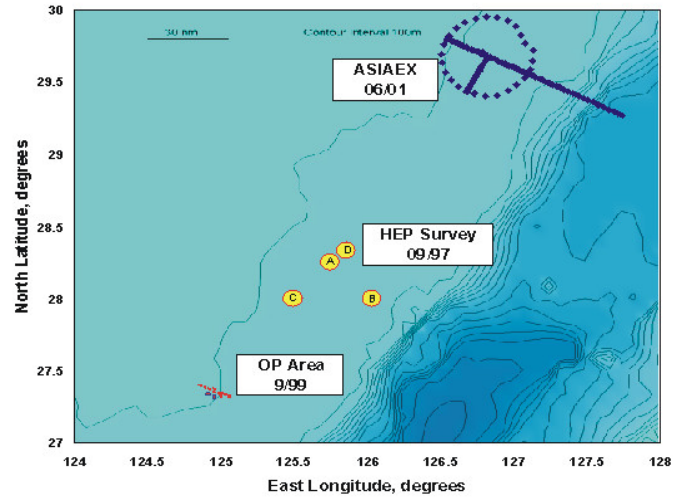 30
30 nm
Contour Interval 100m
ASIAEX
06/01
29.5
29
28.5
HEP Survey
09/97
D
A
28
C
B
OP Area
9/99
27.5
27
124
124.5
125
125.5
126
126.5
127
127.5
128
North Latitude, degrees
East Longitude, degrees